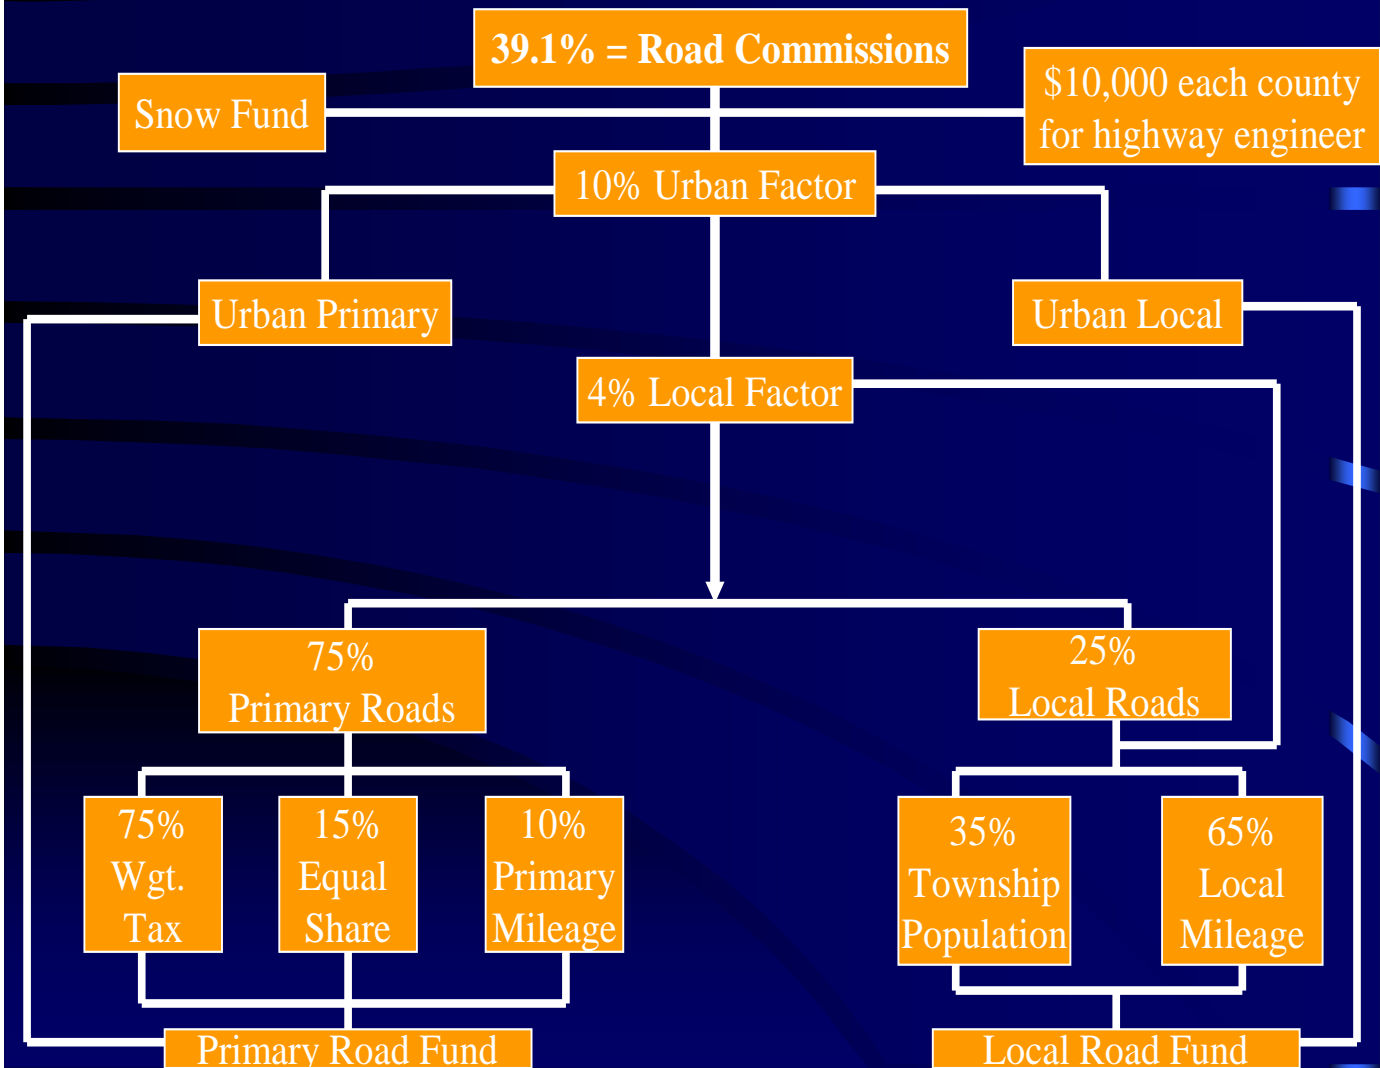 39.1% = Road Commissions
Snow Fund
$10,000 each county
for highway engineer
10% Urban Factor
Urban Primary
Urban Local
4% Local Factor
75%
Primary Roads
25%
Local Roads
75%
Wgt.
Tax
15%
Equal
Share
10%
Primary
Mileage
35%
Township
Population
65%
Local
Mileage
Primary Road Fund
Local Road Fund